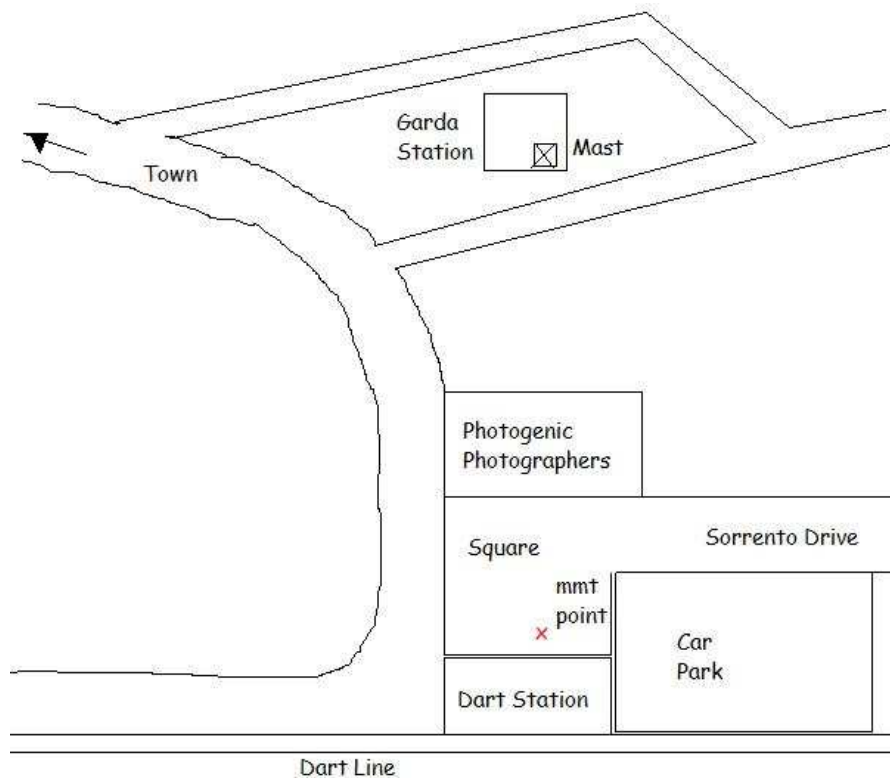 Garda
Station
Mast
Town
Photogenic
Photographers
Square
Sorrento Drive
mmt
point
x
Car
Park
Dart Station
Dart Line